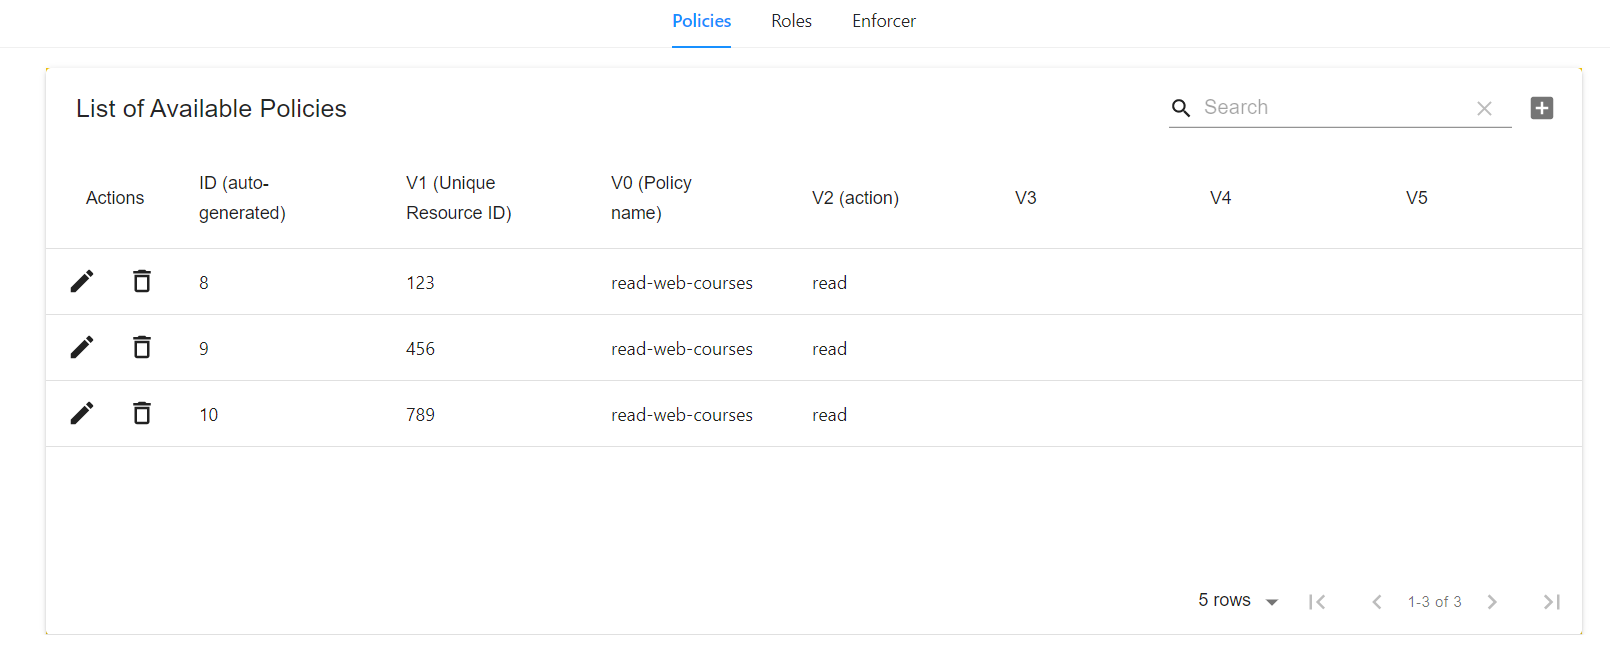 Policies Roles Enforcer
List of Available Policies Search
Actions ID (auto-generated) V1 (Unique Resource ID) V0 (Policy name) V2 (action) V3 V4 V5
8 123 read-web-courses read
9 456 read-web-courses read
10 789 read-web-courses read
5 rows 1-3 of 3